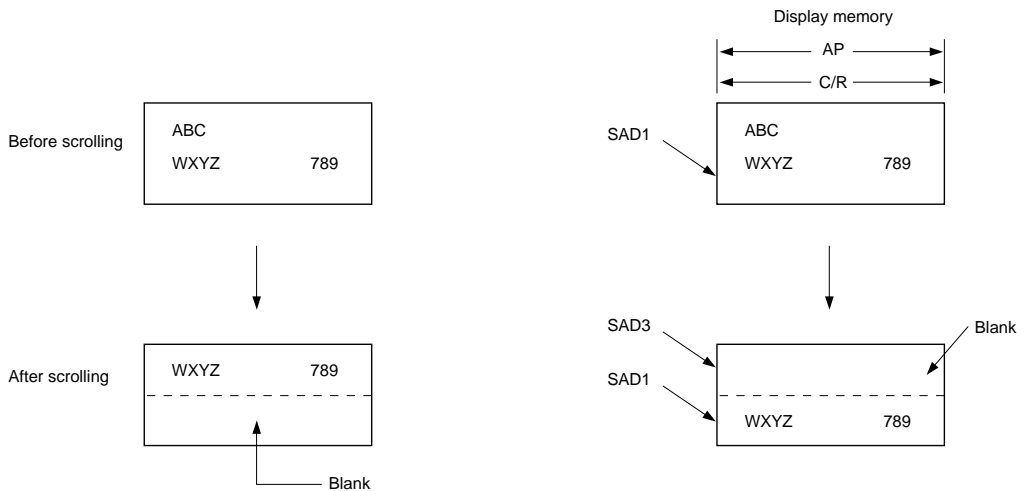 Display memory
AP
C/R
Before scrolling
ABC
WXYZ 789
SAD1
ABC
WXYZ 789
After scrolling
WXYZ 789
Blank
SAD3
SAD1
Blank
WXYZ 789